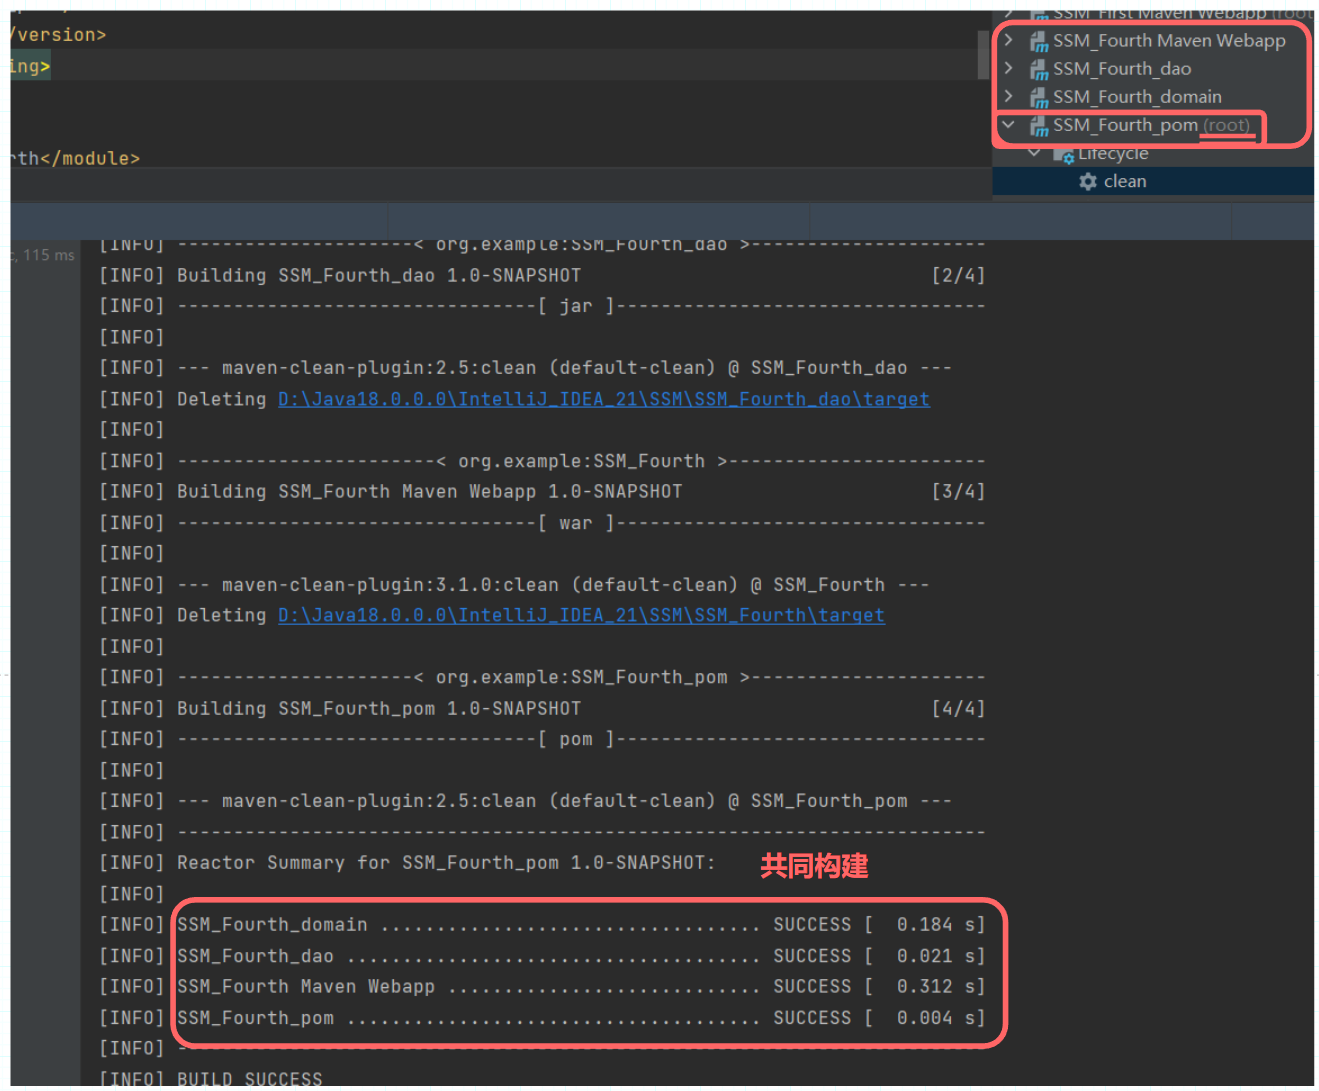 /version>
ing>
rth</module>
SSM_First Maven Webapp (root
SSM_Fourth Maven Webapp
SSM_Fourth_dao
SSM_Fourth_domain
SSM_Fourth_pom (root)
Lifecycle
clean
, 115 ms
[INFO] ---------------------< org.example:SSM_Fourth_dao >---------------------
[INFO] Building SSM_Fourth_dao 1.0-SNAPSHOT [2/4]
[INFO] --------------------------------[ jar ]---------------------------------
[INFO]
[INFO] --- maven-clean-plugin:2.5:clean (default-clean) @ SSM_Fourth_dao ---
[INFO] Deleting D:\Java18.0.0.0\IntelliJ_IDEA_21\SSM\SSM_Fourth_dao\target
[INFO]
[INFO] -----------------------< org.example:SSM_Fourth >-----------------------
[INFO] Building SSM_Fourth Maven Webapp 1.0-SNAPSHOT [3/4]
[INFO] --------------------------------[ war ]---------------------------------
[INFO]
[INFO] --- maven-clean-plugin:3.1.0:clean (default-clean) @ SSM_Fourth ---
[INFO] Deleting D:\Java18.0.0.0\IntelliJ_IDEA_21\SSM\SSM_Fourth\target
[INFO]
[INFO] ---------------------< org.example:SSM_Fourth_pom >---------------------
[INFO] Building SSM_Fourth_pom 1.0-SNAPSHOT [4/4]
[INFO] --------------------------------[ pom ]---------------------------------
[INFO]
[INFO] --- maven-clean-plugin:2.5:clean (default-clean) @ SSM_Fourth_pom ---
[INFO] ------------------------------------------------------------------------
[INFO] Reactor Summary for SSM_Fourth_pom 1.0-SNAPSHOT: 共同构建
[INFO]
[INFO] SSM_Fourth_domain .................................. SUCCESS [  0.184 s]
[INFO] SSM_Fourth_dao ..................................... SUCCESS [  0.021 s]
[INFO] SSM_Fourth Maven Webapp ............................ SUCCESS [  0.312 s]
[INFO] SSM_Fourth_pom ..................................... SUCCESS [  0.004 s]
[INFO] ------------------------------------------------------------------------
[INFO] BUILD SUCCESS